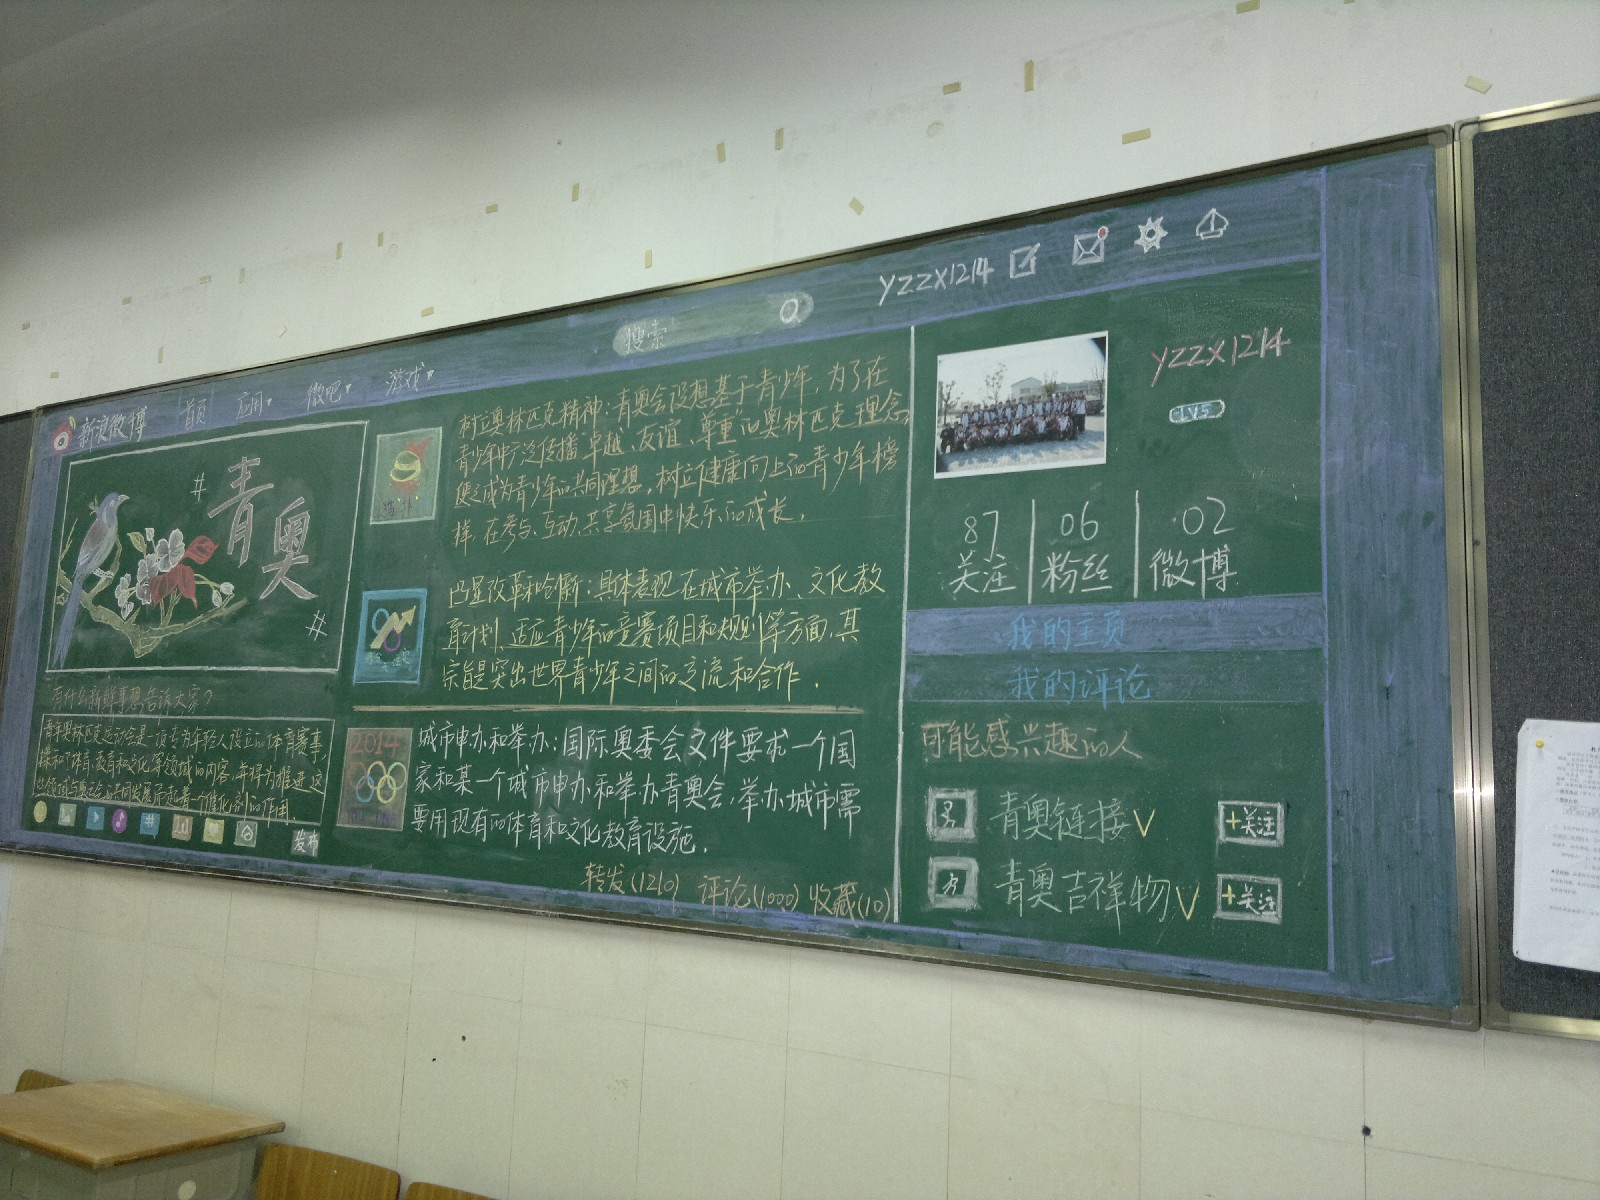 搜索
yzzx1214
新浪微博
首页
应用
微吧
游戏
#青奥#
有什么新鲜事想告诉大家?
青年奥林匹克运动会是一项专为年轻人设立的体育赛事,
揉和了体育、教育和文化等领域的内容,并将为推进这
些领域与奥运会共同发展而起着一个催化剂的作用.
发布
树立奥林匹克精神:青奥会设想基于青少年,为了在
青少年中广泛传播"卓越、友谊、尊重"的奥林匹克理念,
使之成为青少年的共同理想,树立健康向上的青少年榜
样,在参与、互动、共享氛围中快乐的成长.
凸显改革和创新:具体表现在城市举办、文化教
育计划、适应青少年的竞赛项目和规则等方面,其
宗能是突出世界青少年之间的交流和合作.
2014
城市申办和举办:国际奥委会文件要求一个国
家和某一个城市申办和举办青奥会,举办城市需
要用现有的体育和文化教育设施.
转发(1210) 评论(1000) 收藏(10)
yzzx1214
LV5
87 06 02
关注 粉丝 微博
我的主页
我的评论
可能感兴趣的人
青奥链接V +关注
青奥吉祥物V +关注